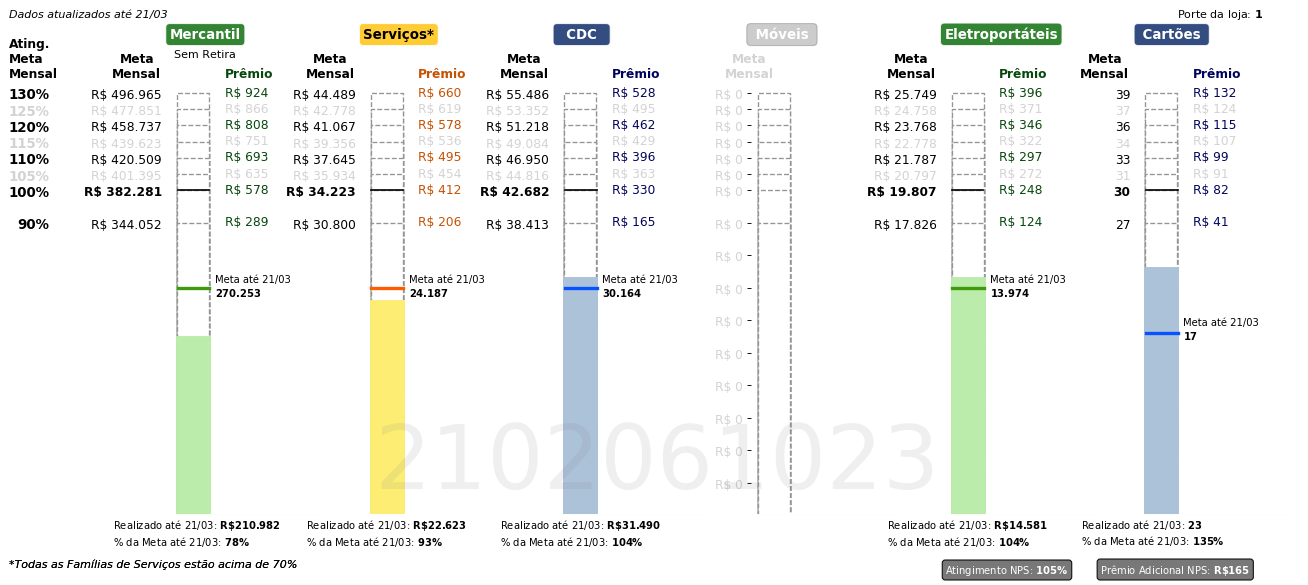 Dados atualizados até 21/03
Porte da loja: 1
Mercantil Serviços* CDC Móveis Eletroportáteis Cartões
Sem Retira
Ating. Meta Mensal
Meta Mensal Prêmio Meta Mensal Prêmio Meta Mensal Prêmio Meta Mensal Meta Mensal Prêmio Meta Mensal Prêmio
130% R$ 496.965 R$ 924 R$ 44.489 R$ 660 R$ 55.486 R$ 528 R$ 0 R$ 25.749 R$ 396 39 R$ 132
125% R$ 477.851 R$ 866 R$ 42.778 R$ 619 R$ 53.352 R$ 495 R$ 0 R$ 24.758 R$ 371 37 R$ 124
120% R$ 458.737 R$ 808 R$ 41.067 R$ 578 R$ 51.218 R$ 462 R$ 0 R$ 23.768 R$ 346 36 R$ 115
115% R$ 439.623 R$ 751 R$ 39.356 R$ 536 R$ 49.084 R$ 429 R$ 0 R$ 22.778 R$ 322 34 R$ 107
110% R$ 420.509 R$ 693 R$ 37.645 R$ 495 R$ 46.950 R$ 396 R$ 0 R$ 21.787 R$ 297 33 R$ 99
105% R$ 401.395 R$ 635 R$ 35.934 R$ 454 R$ 44.816 R$ 363 R$ 0 R$ 20.797 R$ 272 31 R$ 91
100% R$ 382.281 R$ 578 R$ 34.223 R$ 412 R$ 42.682 R$ 330 R$ 0 R$ 19.807 R$ 248 30 R$ 82
90% R$ 344.052 R$ 289 R$ 30.800 R$ 206 R$ 38.413 R$ 165 R$ 0 R$ 17.826 R$ 124 27 R$ 41
R$ 0
Meta até 21/03 Meta até 21/03 Meta até 21/03 Meta até 21/03
R$ 0
270.253 24.187 30.164 13.974
R$ 0
Meta até 21/03
17
R$ 0
R$ 0
R$ 0
R$ 0
2102061023
R$ 0
Realizado até 21/03: R$210.982 Realizado até 21/03: R$22.623 Realizado até 21/03: R$31.490 Realizado até 21/03: R$14.581 Realizado até 21/03: 23
% da Meta até 21/03: 78% % da Meta até 21/03: 93% % da Meta até 21/03: 104% % da Meta até 21/03: 104% % da Meta até 21/03: 135%
*Todas as Famílias de Serviços estão acima de 70%
Atingimento NPS: 105% Prêmio Adicional NPS: R$165